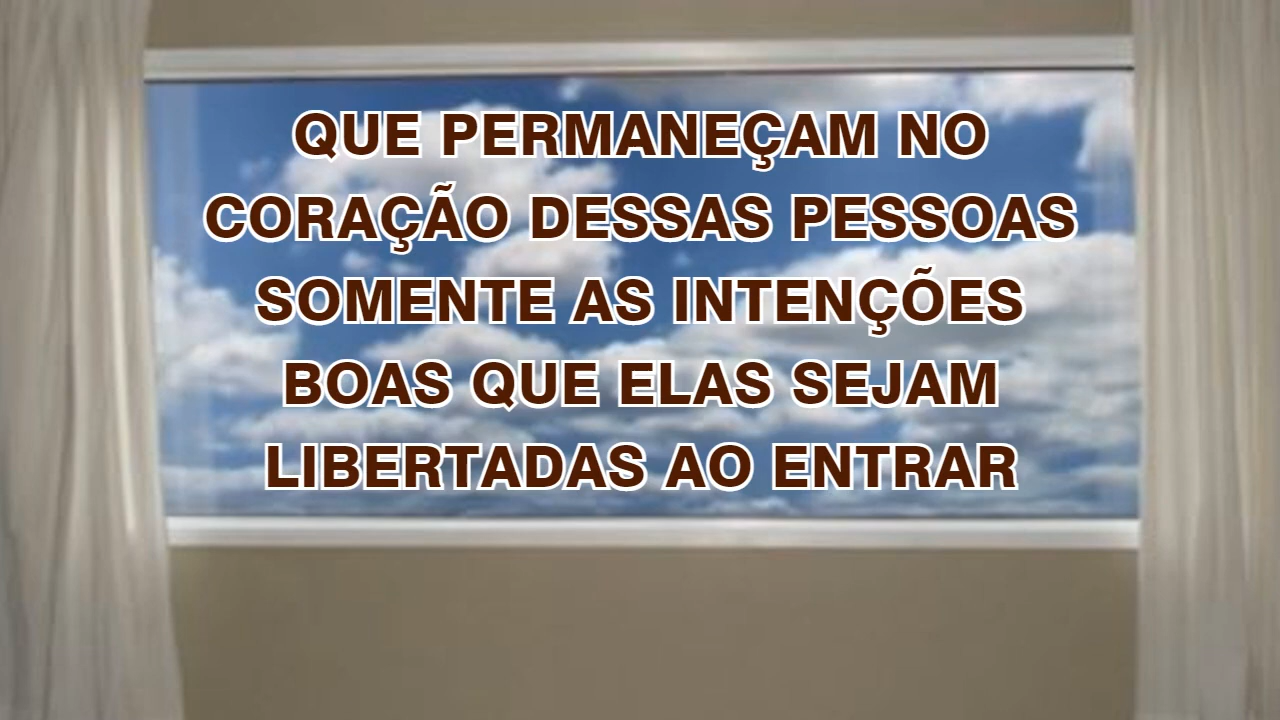 QUE PERMANEÇAM NO
CORAÇÃO DESSAS PESSOAS
SOMENTE AS INTENÇÕES
BOAS QUE ELAS SEJAM
LIBERTADAS AO ENTRAR